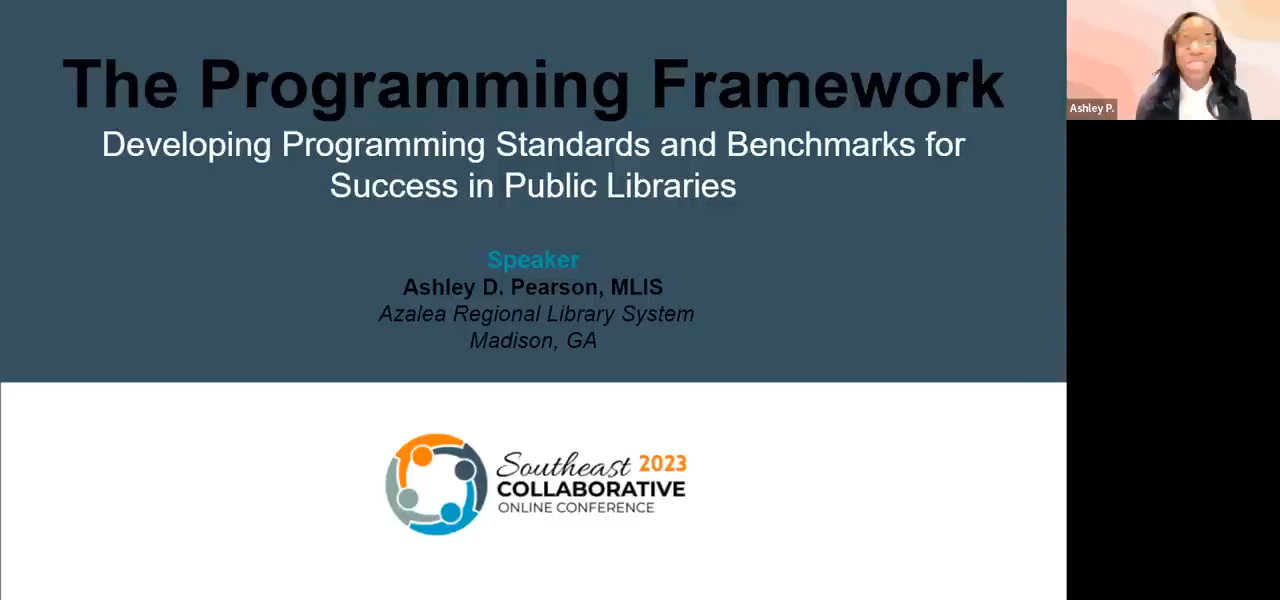 The Programming Framework
Developing Programming Standards and Benchmarks for
Success in Public Libraries
Speaker
Ashley D. Pearson, MLIS
Azalea Regional Library System
Madison, GA
Southeast 2023
COLLABORATIVE
ONLINE CONFERENCE
Ashley P.